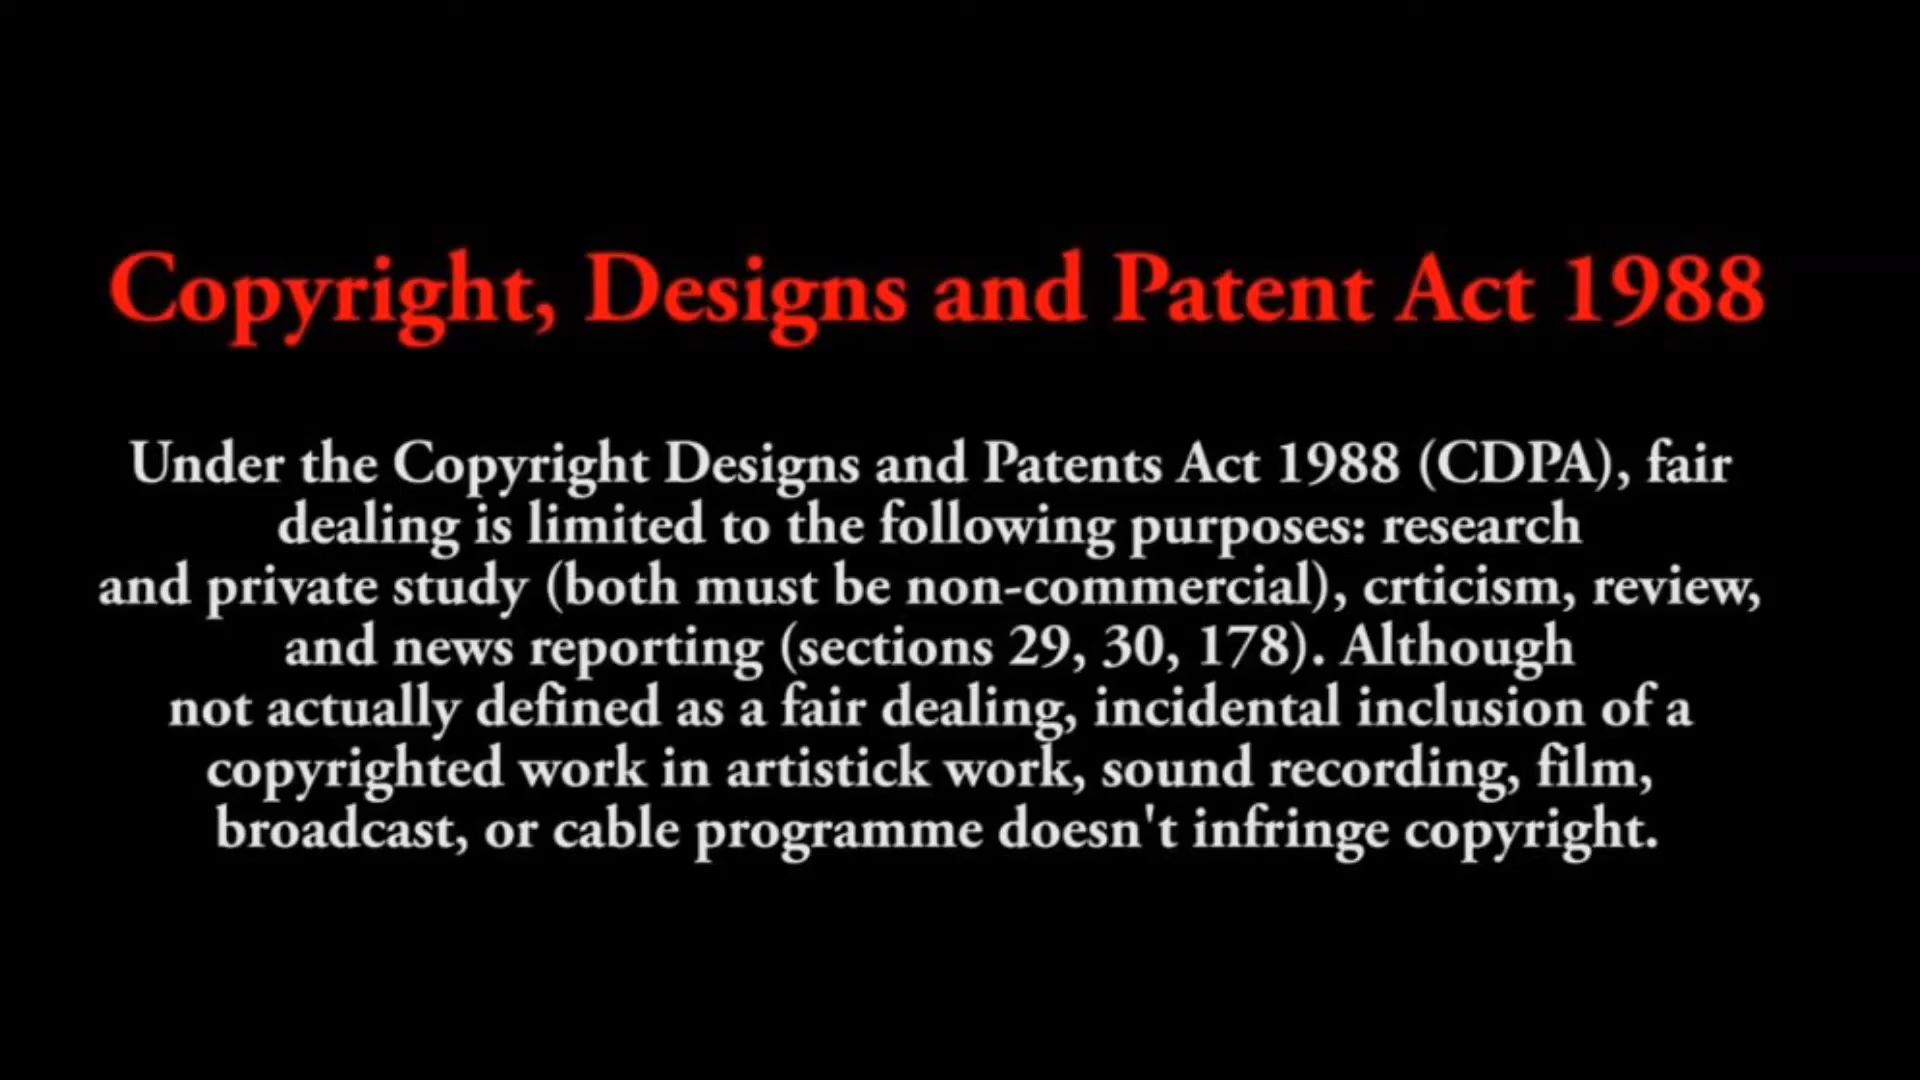 Copyright, Designs and Patent Act 1988
Under the Copyright Designs and Patents Act 1988 (CDPA), fair
dealing is limited to the following purposes: research
and private study (both must be non-commercial), crticism, review,
and news reporting (sections 29, 30, 178). Although
not actually defined as a fair dealing, incidental inclusion of a
copyrighted work in artistick work, sound recording, film,
broadcast, or cable programme doesn't infringe copyright.